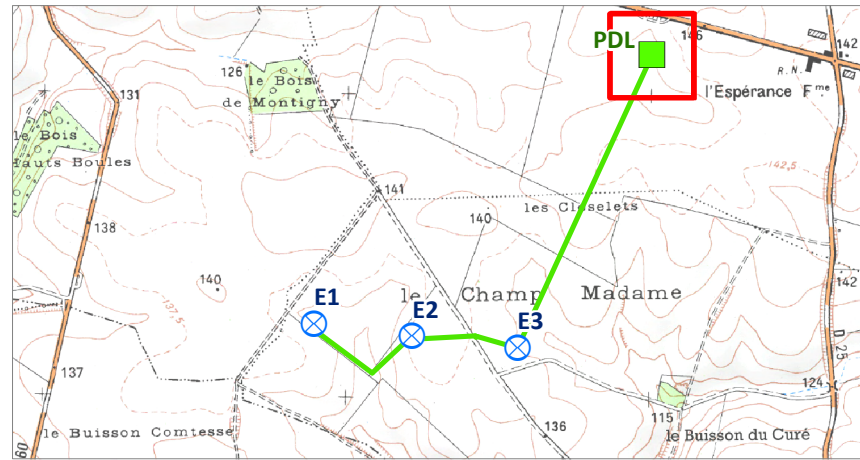 PDL
146
142
R.N.
l'Espérance Fme
126
le Bois
de Montigny
131
le Bois
Hauts Boules
142,5
141
les Closelets
140
138
140
137,5
E1
E2
E3
le Champ Madame
142
D 25
137
124
115
le Buisson Comtesse
136
le Buisson du Curé
60